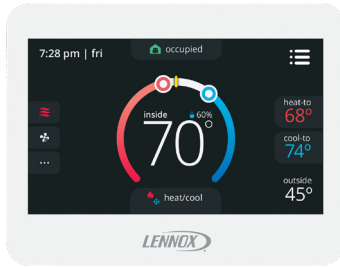 7:28 pm | fri
occupied
inside
60%
70°
heat-to
68°
cool-to
74°
outside
45°
heat/cool
LENNOX